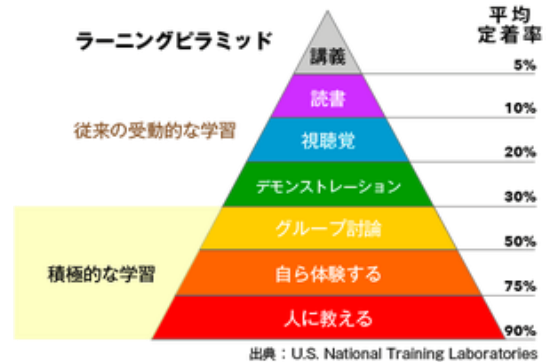 ラーニングピラミッド
平均
定着率
講義
5%
読書
10%
従来の受動的な学習
視聴覚
20%
デモンストレーション
30%
グループ討論
50%
積極的な学習
自ら体験する
75%
人に教える
90%
出典：U.S. National Training Laboratories